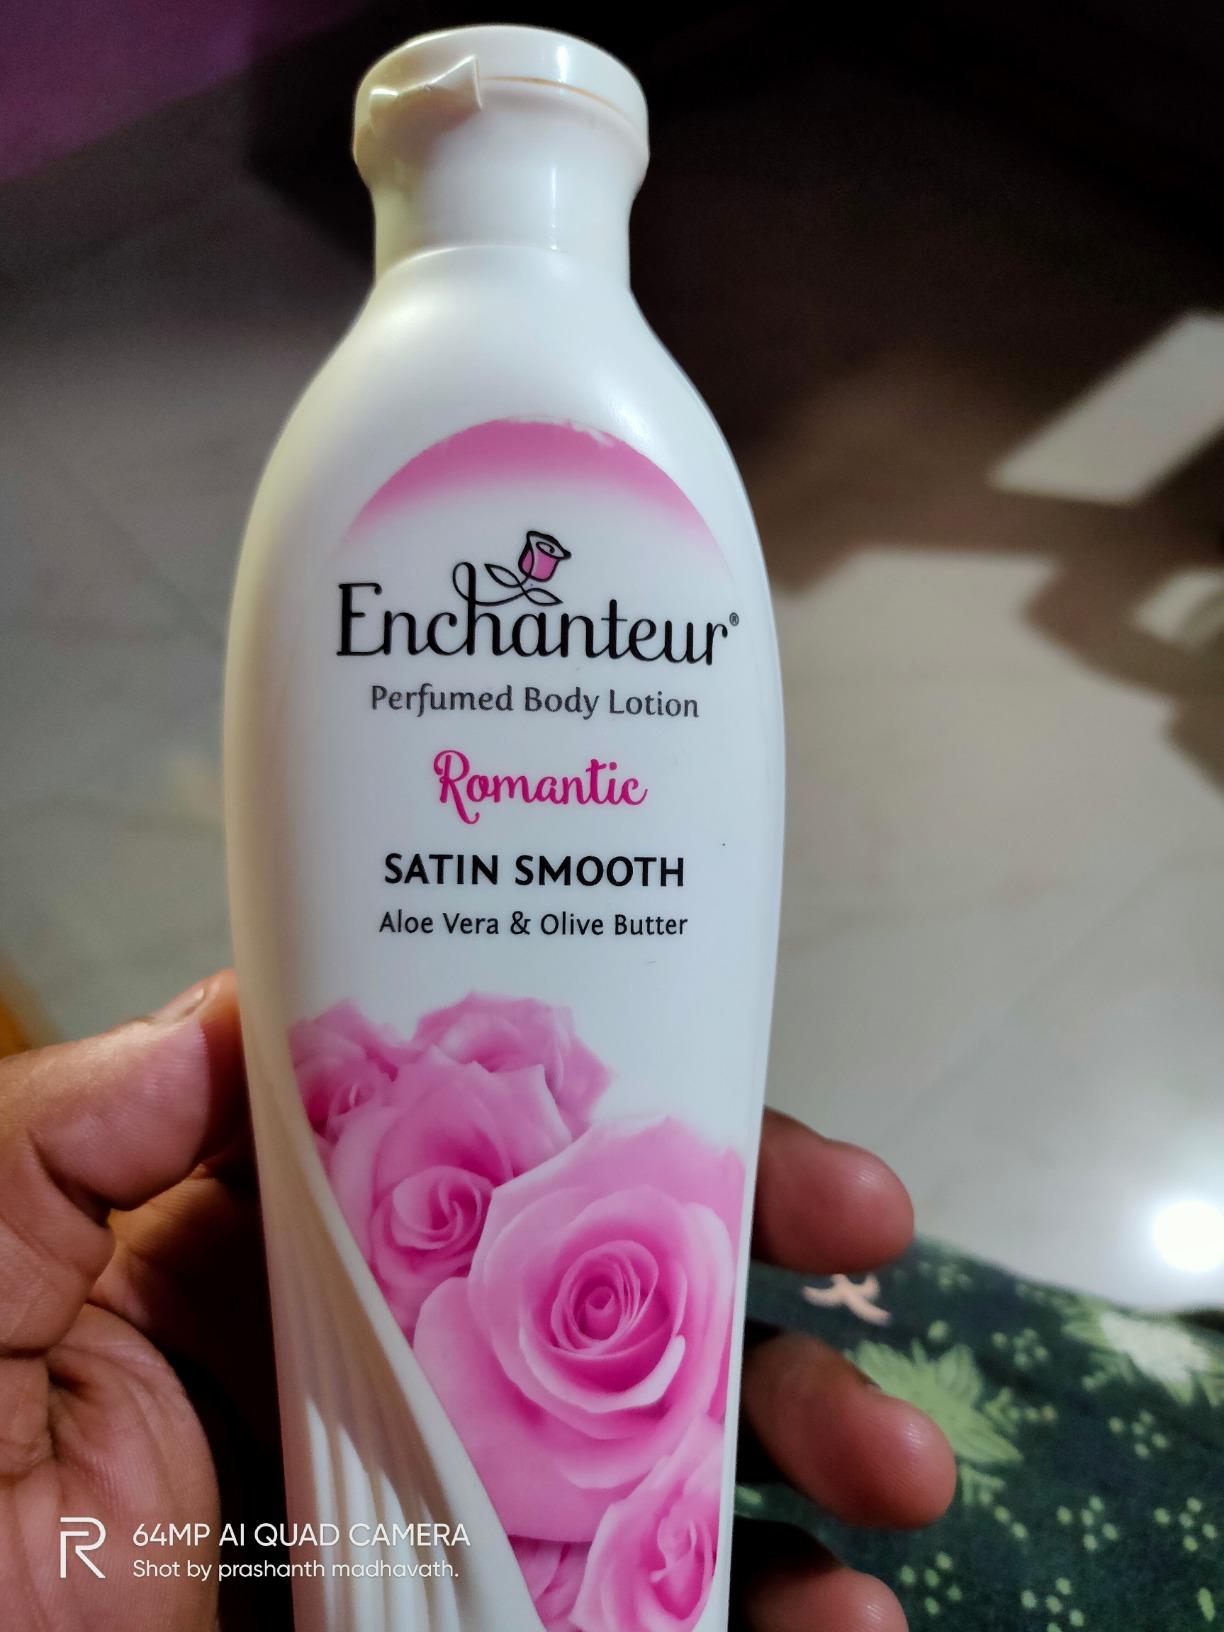 Enchanteur®
Perfumed Body Lotion
Romantic
SATIN SMOOTH
Aloe Vera & Olive Butter
R 64MP AI QUAD CAMERA
Shot by prashanth madhavath.